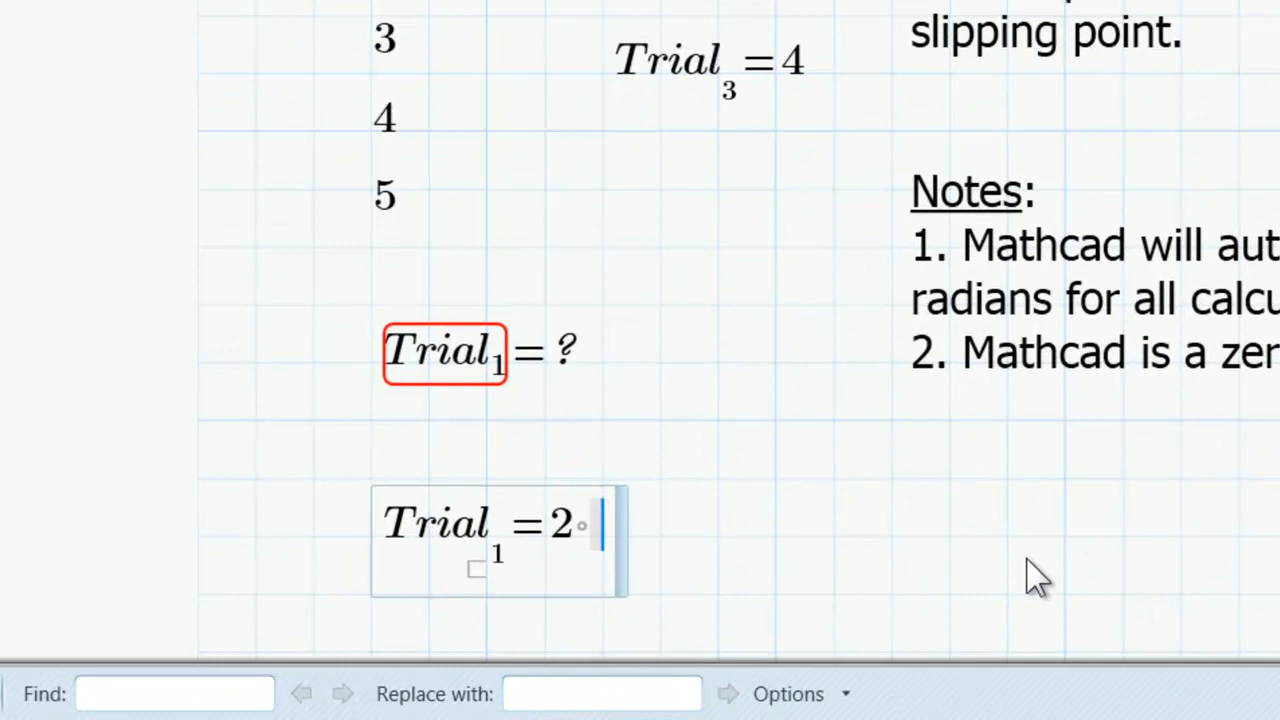 3
slipping point.
Trial₃ = 4
4
5
Notes:
1. Mathcad will aut
radians for all calcu
2. Mathcad is a zer
Trial₁ = ?
Trial₁ = 2
Find: Replace with: Options